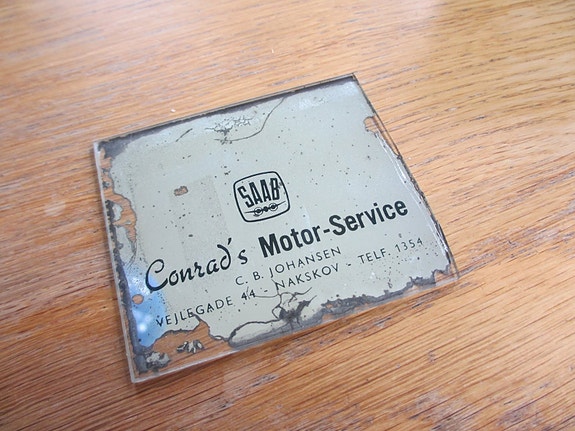 SAAB
Conrad's Motor-Service
C. B. JOHANSEN
VEJLEGADE 44 - NAKSKOV - TELF. 1354